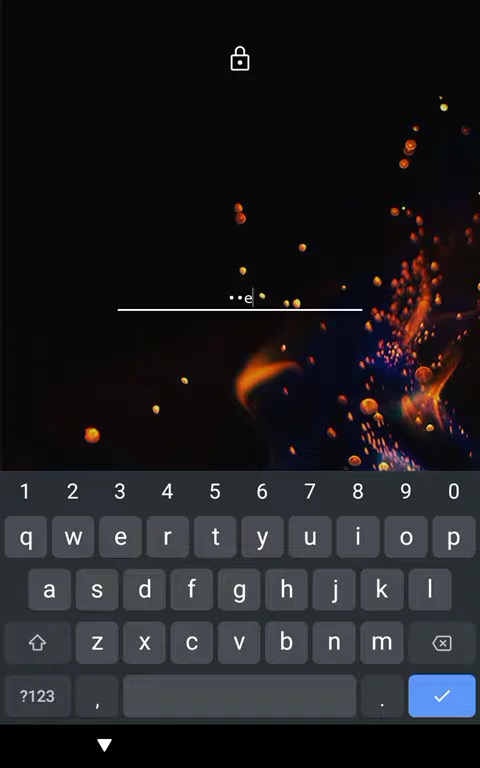 ••e
1 2 3 4 5 6 7 8 9 0
q w e r t y u i o p
a s d f g h j k l
z x c v b n m
?123 , .